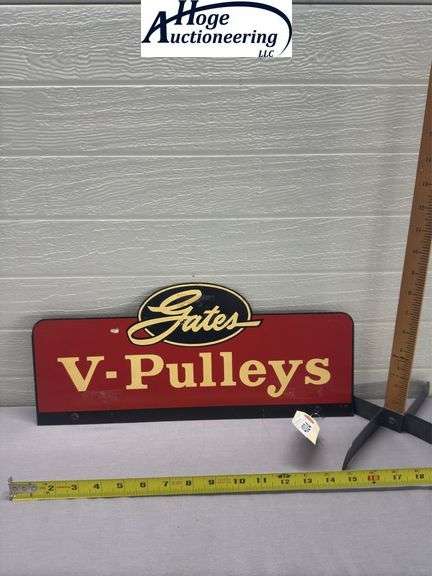 Hoge
Auctioneering
LLC
Gates
V-Pulleys
2 3 4 5 6 7 8 9 10 11 12 13 14 15 16 17 18